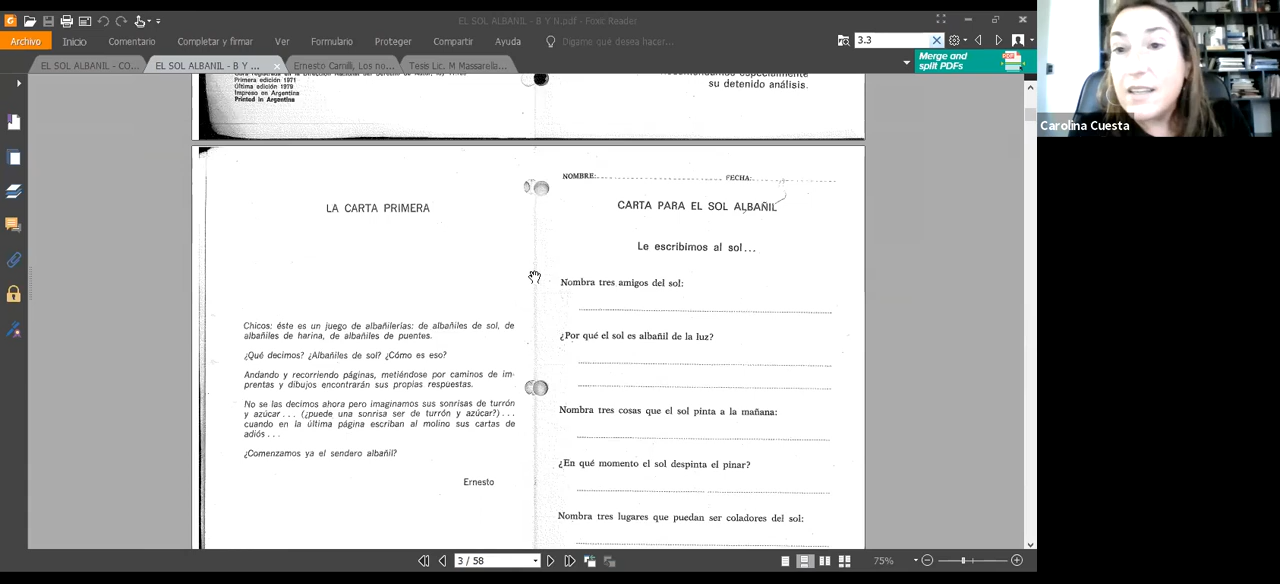 EL SOL ALBAÑIL - B Y N.pdf - Foxit Reader
Archivo Inicio Comentario Completar y firmar Ver Formulario Proteger Compartir Ayuda Dígame qué desea hacer... 3.3
EL SOL ALBAÑIL - CO... EL SOL ALBAÑIL - B Y ... Ernesto Camilli, Los no... Tesis Lic. M Massarella...
Merge and
split PDFs
Carolina Cuesta
Primera edición 1971
Última edición 1979
Impreso en Argentina
Printed in Argentina
su detenido análisis.
LA CARTA PRIMERA
Chicos: éste es un juego de albañilerías: de albañiles de sol, de
albañiles de harina, de albañiles de puentes.
¿Qué decimos? ¿Albañiles de sol? ¿Cómo es eso?
Andando y recorriendo páginas, metiéndose por caminos de im-
prentas y dibujos encontrarán sus propias respuestas.
No se las decimos ahora pero imaginamos sus sonrisas de turrón
y azúcar... (¿puede una sonrisa ser de turrón y azúcar?)...
cuando en la última página escriban al molino sus cartas de
adiós...
¿Comenzamos ya el sendero albañil?
Ernesto
NOMBRE: FECHA:
CARTA PARA EL SOL ALBAÑIL
Le escribimos al sol...
Nombra tres amigos del sol:
¿Por qué el sol es albañil de la luz?
Nombra tres cosas que el sol pinta a la mañana:
¿En qué momento el sol despinta el pinar?
Nombra tres lugares que puedan ser coladores del sol:
3 / 58
75%